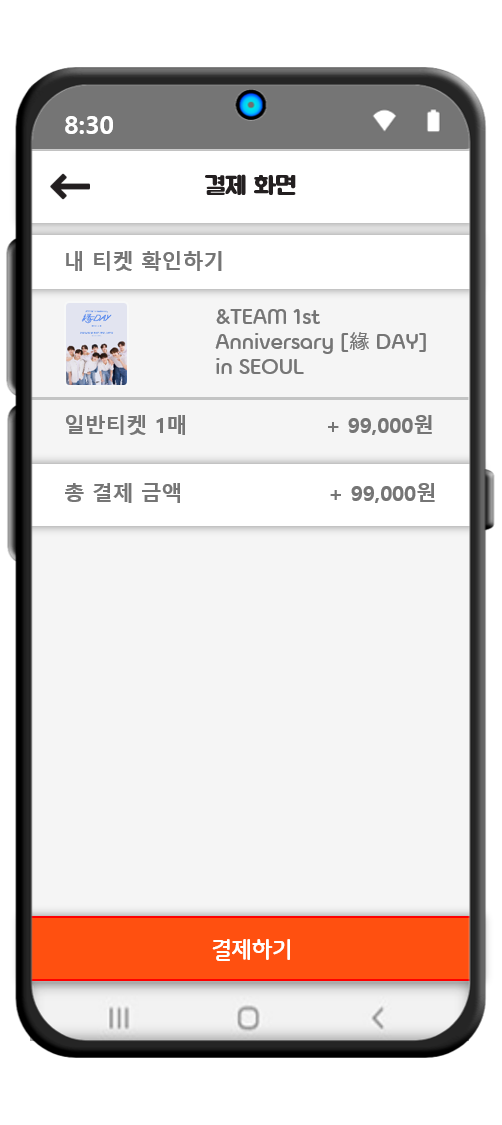 8:30
결제 화면
내 티켓 확인하기
&TEAM 1st
Anniversary [緣 DAY]
in SEOUL
일반티켓 1매 + 99,000원
총 결제 금액 + 99,000원
결제하기